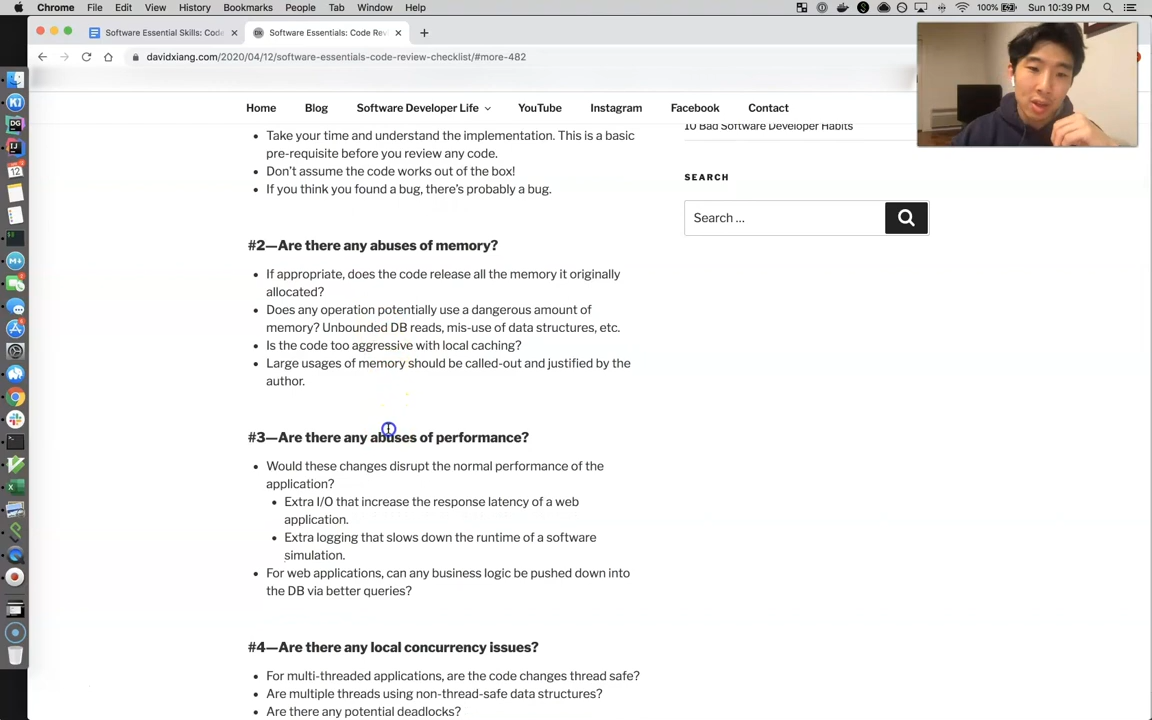 Chrome File Edit View History Bookmarks People Tab Window Help 100% Sun 10:39 PM
Software Essential Skills: Code
Software Essentials: Code Rev
davidxiang.com/2020/04/12/software-essentials-code-review-checklist/#more-482
Home Blog Software Developer Life YouTube Instagram Facebook Contact
10 Bad Software Developer Habits
Take your time and understand the implementation. This is a basic
pre-requisite before you review any code.
Don't assume the code works out of the box!
If you think you found a bug, there's probably a bug.
SEARCH
Search …
#2—Are there any abuses of memory?
If appropriate, does the code release all the memory it originally
allocated?
Does any operation potentially use a dangerous amount of
memory? Unbounded DB reads, mis-use of data structures, etc.
Is the code too aggressive with local caching?
Large usages of memory should be called-out and justified by the
author.
#3—Are there any abuses of performance?
Would these changes disrupt the normal performance of the
application?
Extra I/O that increase the response latency of a web
application.
Extra logging that slows down the runtime of a software
simulation.
For web applications, can any business logic be pushed down into
the DB via better queries?
#4—Are there any local concurrency issues?
For multi-threaded applications, are the code changes thread safe?
Are multiple threads using non-thread-safe data structures?
Are there any potential deadlocks?